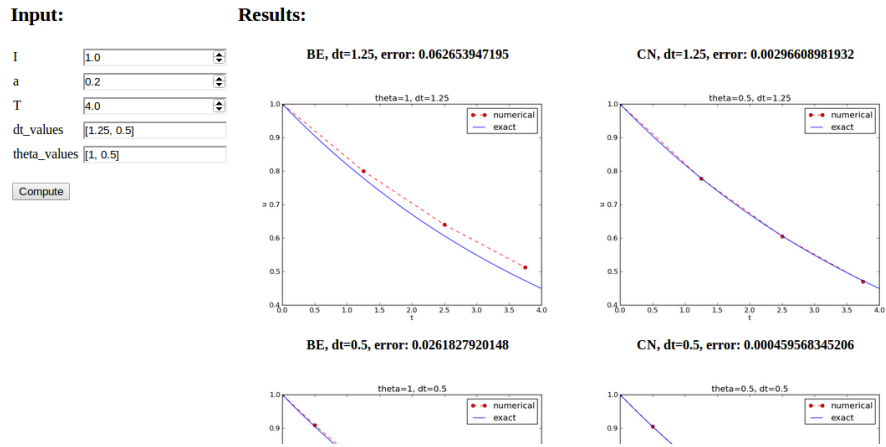 Input:
I 1.0
a 0.2
T 4.0
dt_values [1.25, 0.5]
theta_values [1, 0.5]
Compute
Results:
BE, dt=1.25, error: 0.062653947195
theta=1, dt=1.25
numerical
exact
1.0
0.9
0.8
0.7
0.6
0.5
0.4
u
0.0 0.5 1.0 1.5 2.0 2.5 3.0 3.5 4.0
t
CN, dt=1.25, error: 0.00296608981932
theta=0.5, dt=1.25
numerical
exact
1.0
0.9
0.8
0.7
0.6
0.5
0.4
u
0.0 0.5 1.0 1.5 2.0 2.5 3.0 3.5 4.0
t
BE, dt=0.5, error: 0.0261827920148
theta=1, dt=0.5
numerical
exact
1.0
0.9
CN, dt=0.5, error: 0.000459568345206
theta=0.5, dt=0.5
numerical
exact
1.0
0.9